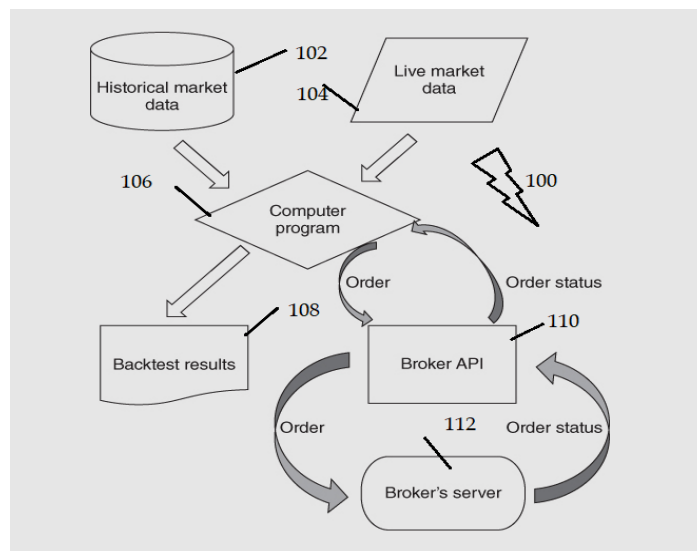 102
Historical market
data
Live market
data
104
106
100
Computer
program
Order
Order status
108
110
Backtest results
Broker API
Order
112
Order status
Broker's server